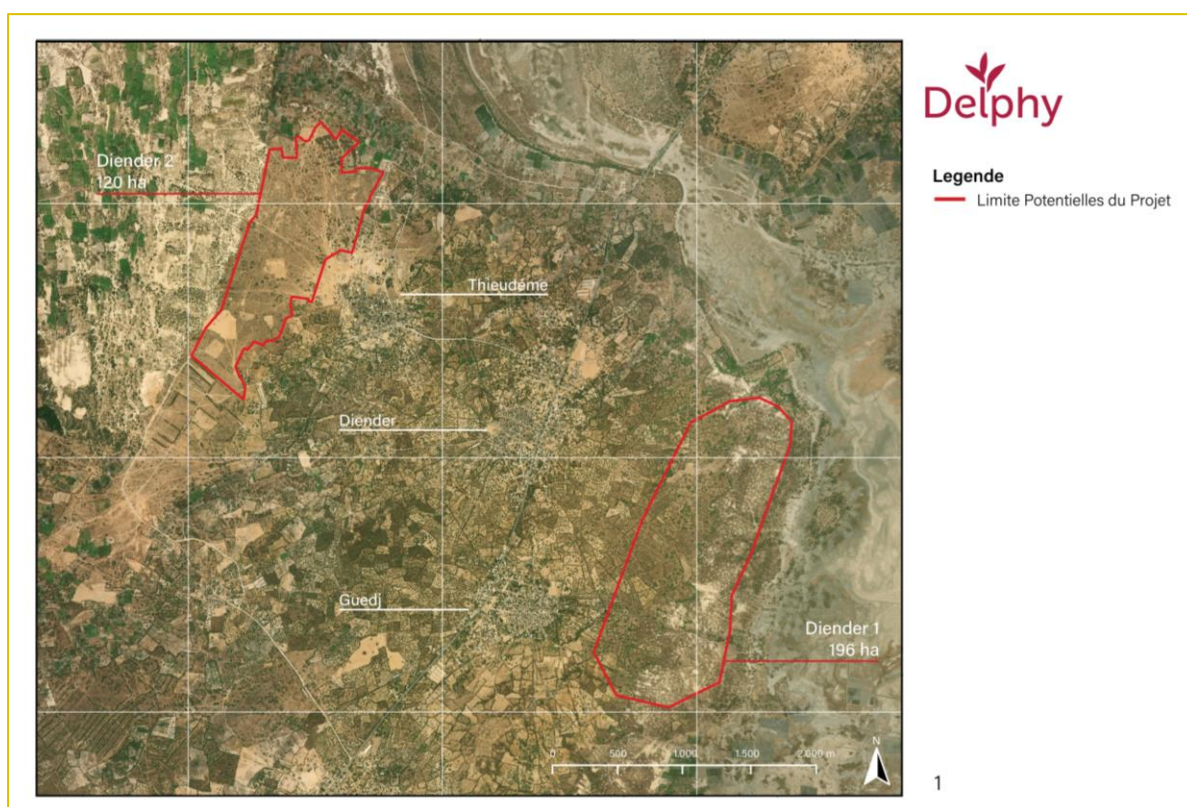 Delphy
Legende
Limite Potentielles du Projet
Diender 2
120 ha
Thieudéme
Diender
Guedj
Diender 1
196 ha
0 500 1.000 1.500 2.000 m
N
1